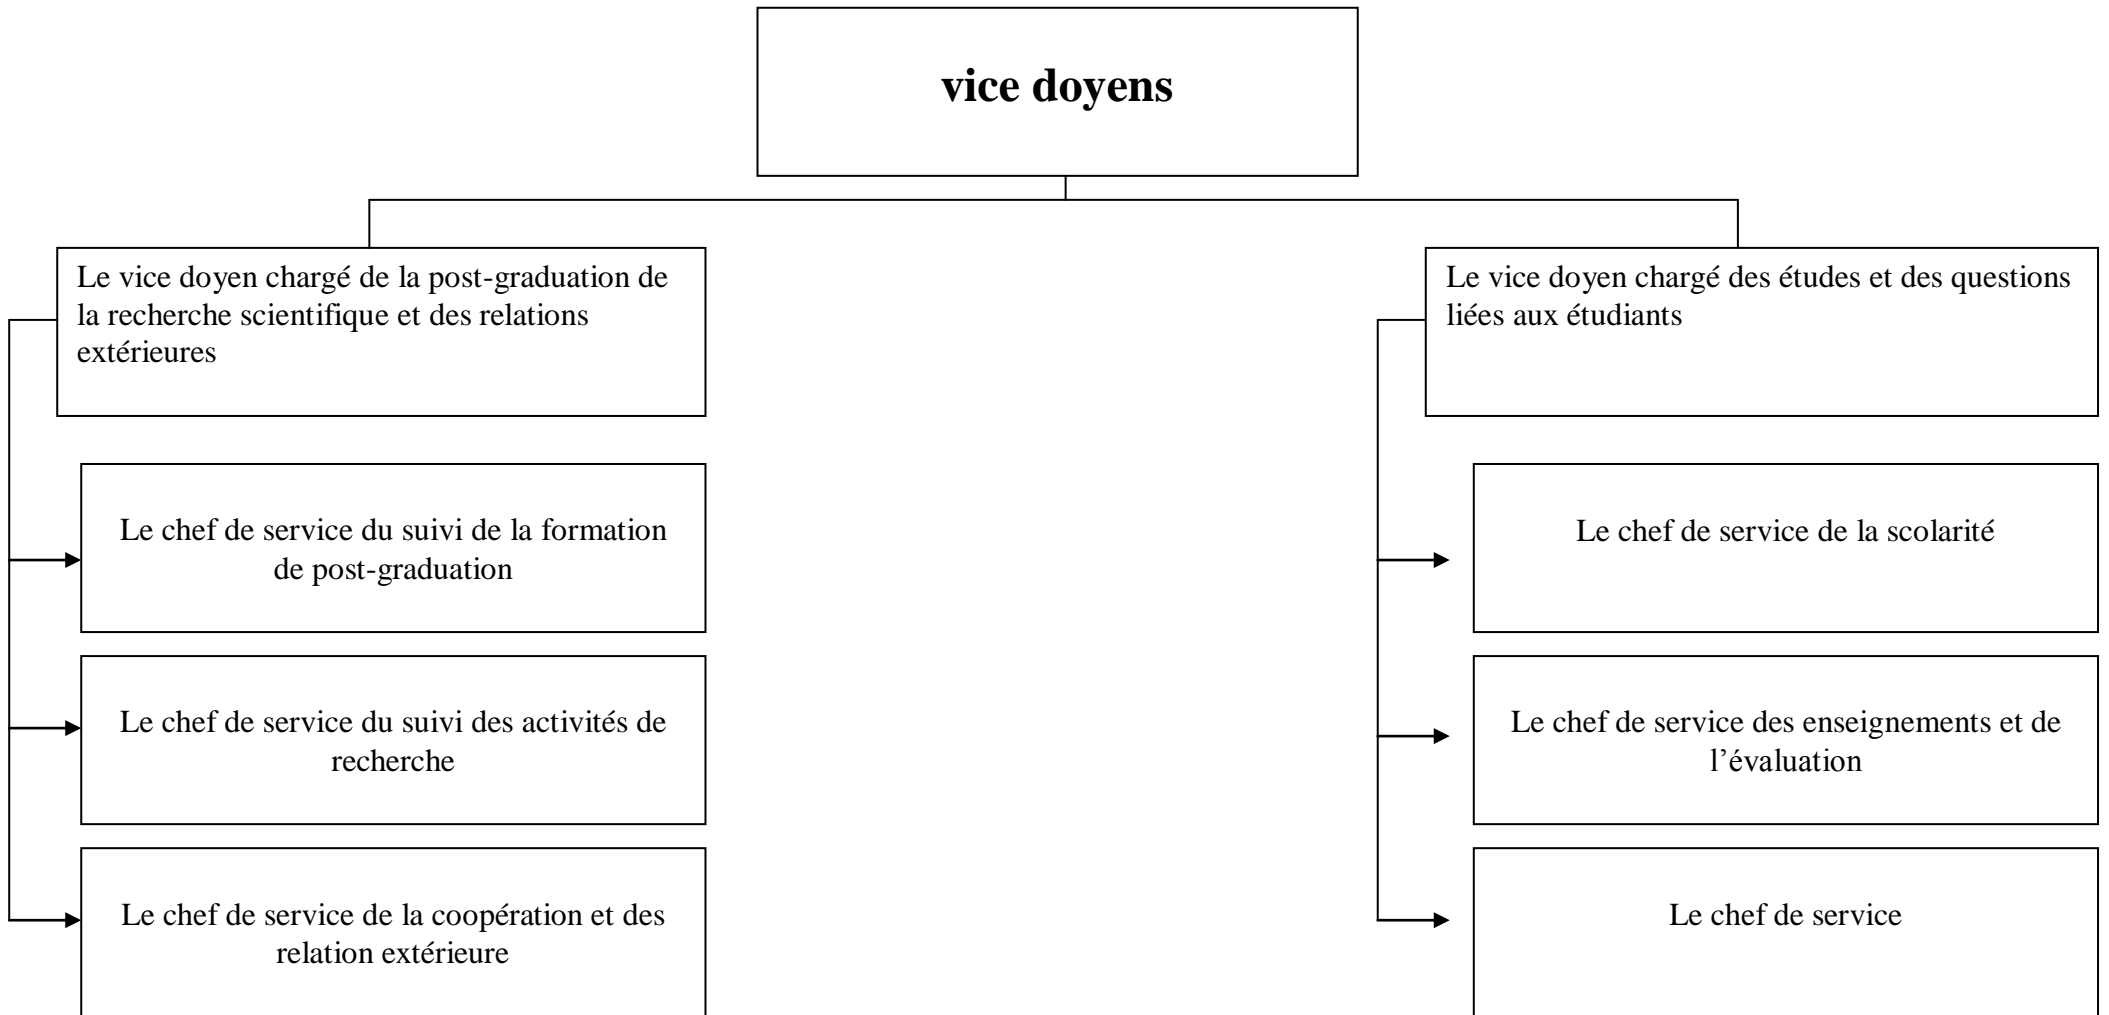 vice doyens
Le vice doyen chargé de la post-graduation de
la recherche scientifique et des relations
extérieures
Le chef de service du suivi de la formation
de post-graduation
Le chef de service du suivi des activités de
recherche
Le chef de service de la coopération et des
relation extérieure
Le vice doyen chargé des études et des questions
liées aux étudiants
Le chef de service de la scolarité
Le chef de service des enseignements et de
l’évaluation
Le chef de service